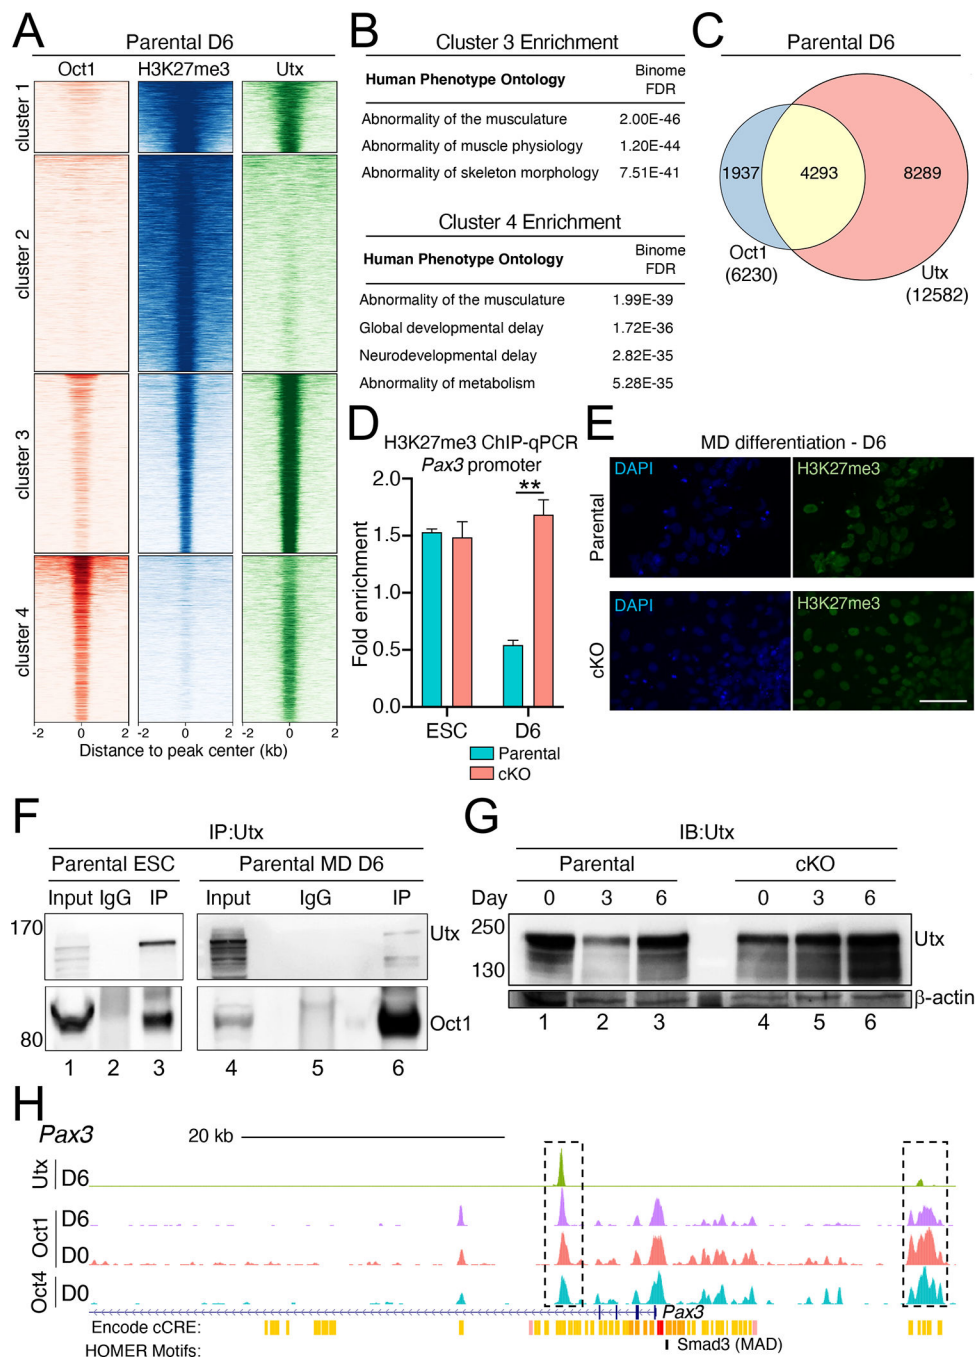 A
Parental D6
Oct1 H3K27me3 Utx
cluster 1
cluster 2
cluster 3
cluster 4
-2 0 2 -2 0 2 -2 0 2
Distance to peak center (kb)
B
Cluster 3 Enrichment
Human Phenotype Ontology Binome FDR
Abnormality of the musculature 2.00E-46
Abnormality of muscle physiology 1.20E-44
Abnormality of skeleton morphology 7.51E-41
Cluster 4 Enrichment
Human Phenotype Ontology Binome FDR
Abnormality of the musculature 1.99E-39
Global developmental delay 1.72E-36
Neurodevelopmental delay 2.82E-35
Abnormality of metabolism 5.28E-35
C
Parental D6
1937 4293 8289
Oct1
(6230)
Utx
(12582)
D
H3K27me3 ChIP-qPCR
Pax3 promoter
**
Fold enrichment
2.0
1.5
1.0
0.5
0.0
ESC D6
Parental
cKO
E
MD differentiation - D6
Parental
DAPI H3K27me3
cKO
DAPI H3K27me3
F
IP:Utx
Parental ESC Parental MD D6
Input IgG IP Input IgG IP
170
Utx
80
Oct1
1 2 3 4 5 6
G
IB:Utx
Parental cKO
Day 0 3 6 0 3 6
250
130
Utx
β-actin
1 2 3 4 5 6
H
Pax3 20 kb
Utx D6
Oct1 D6
D0
Oct4 D0
Pax3
Encode cCRE:
HOMER Motifs: Smad3 (MAD)